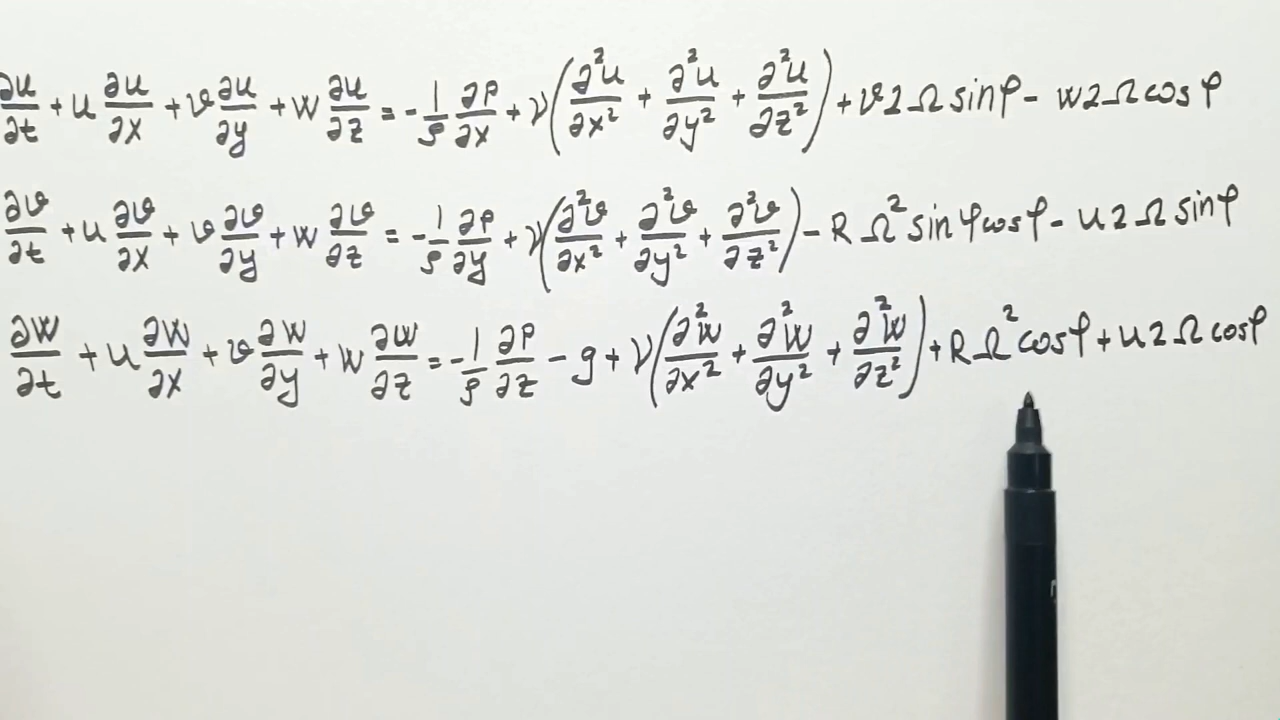 ∂u/∂t + u ∂u/∂x + v ∂u/∂y + w ∂u/∂z = -1/ρ ∂p/∂x + ν(∂²u/∂x² + ∂²u/∂y² + ∂²u/∂z²) + v2Ω sinφ - w2Ω cosφ
∂v/∂t + u ∂v/∂x + v ∂v/∂y + w ∂v/∂z = -1/ρ ∂p/∂y + ν(∂²v/∂x² + ∂²v/∂y² + ∂²v/∂z²) - RΩ² sinφ cosφ - u2Ω sinφ
∂w/∂t + u ∂w/∂x + v ∂w/∂y + w ∂w/∂z = -1/ρ ∂p/∂z - g + ν(∂²w/∂x² + ∂²w/∂y² + ∂²w/∂z²) + RΩ² cosφ + u2Ω cosφ